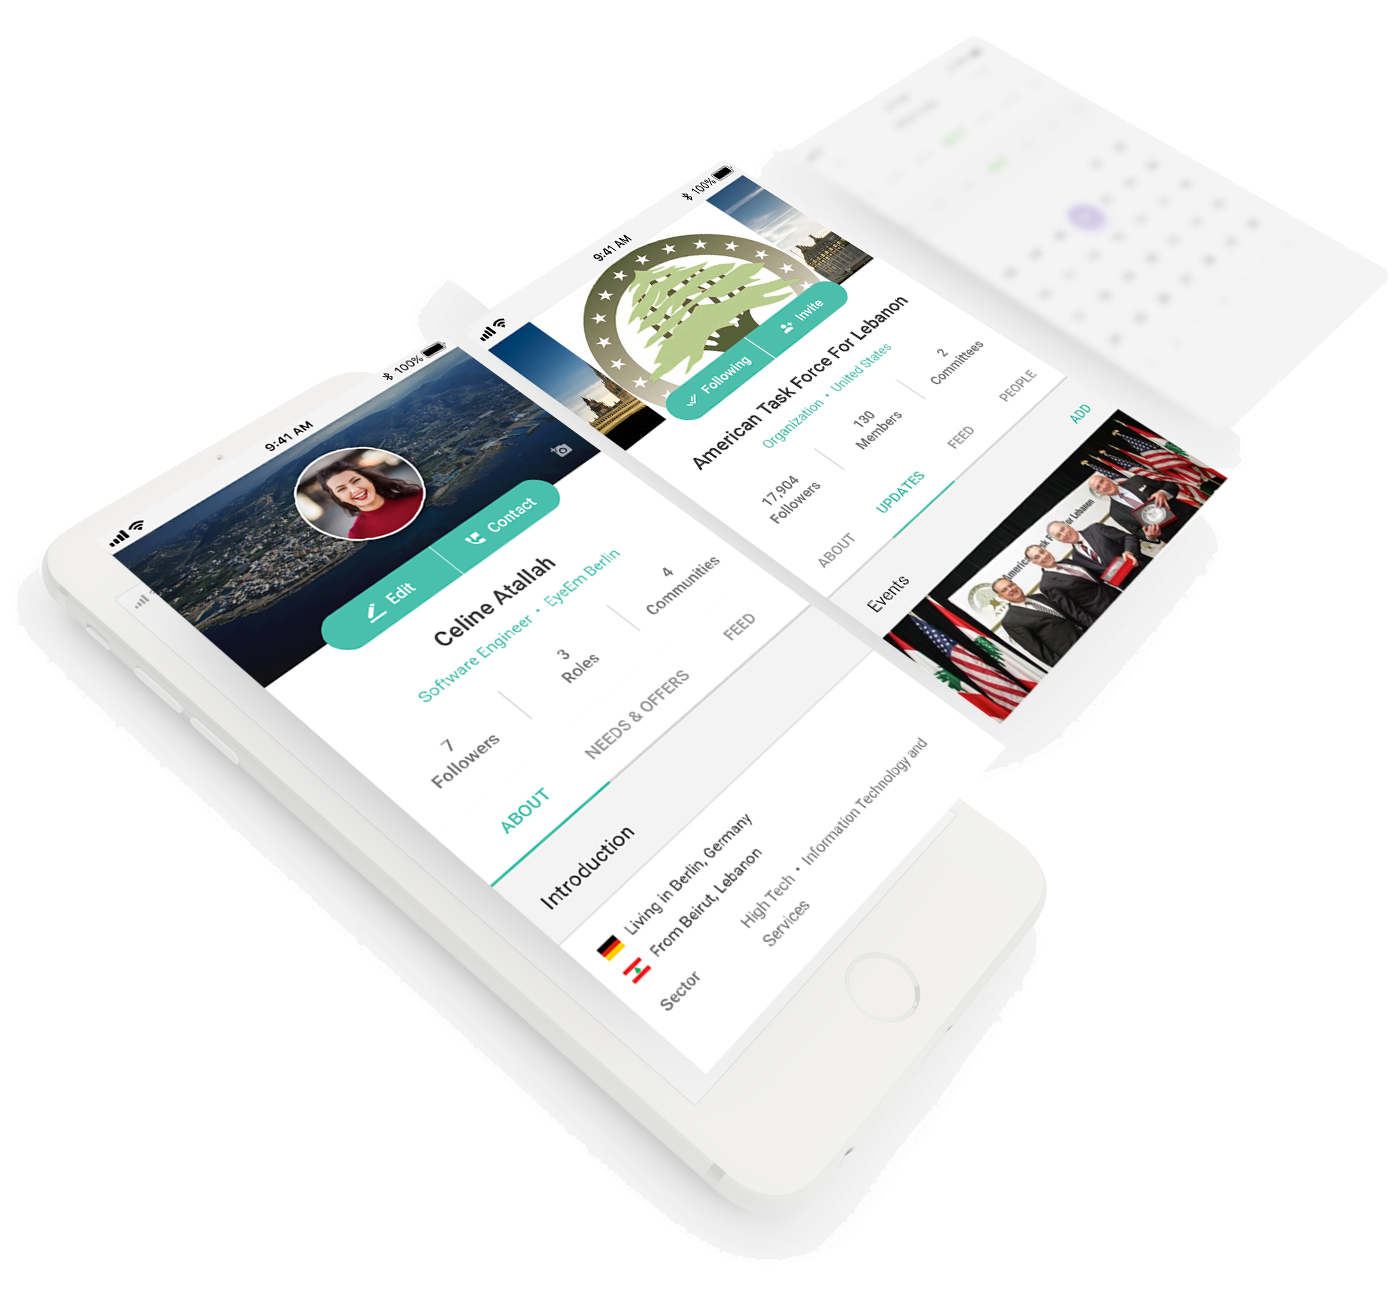 9:41 AM
100%
Edit
Contact
Celine Atallah
Software Engineer • EyeEm Berlin
7
Followers
3
Roles
4
Communities
ABOUT
NEEDS & OFFERS
FEED
Introduction
Living in Berlin, Germany
From Beirut, Lebanon
Sector
High Tech • Information Technology and
Services
9:41 AM
100%
Following
Invite
American Task Force For Lebanon
Organization • United States
17,904
Followers
130
Members
2
Committees
ABOUT
UPDATES
FEED
PEOPLE
Events
ADD